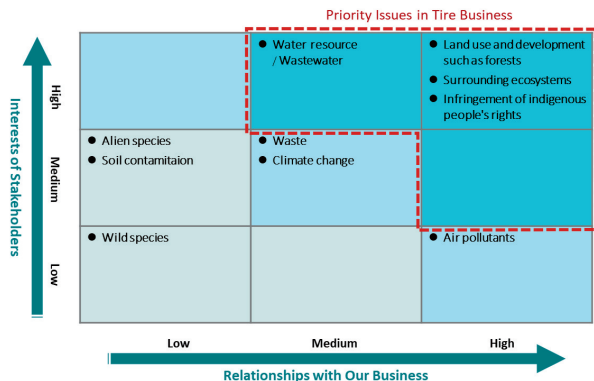 Priority Issues in Tire Business
Interests of Stakeholders
High
Medium
Low
● Water resource
/ Wastewater
● Land use and development
such as forests
● Surrounding ecosystems
● Infringement of indigenous
people's rights
● Alien species
● Soil contamitaion
● Waste
● Climate change
● Wild species
● Air pollutants
Low
Medium
High
Relationships with Our Business